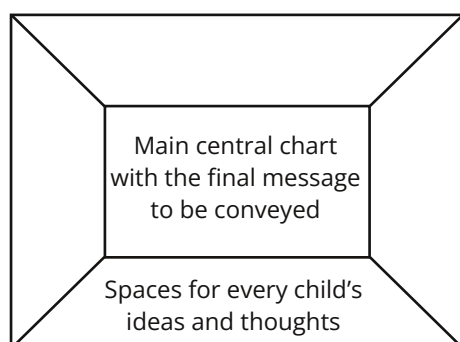 Main central chart
with the final message
to be conveyed
Spaces for every child’s
ideas and thoughts